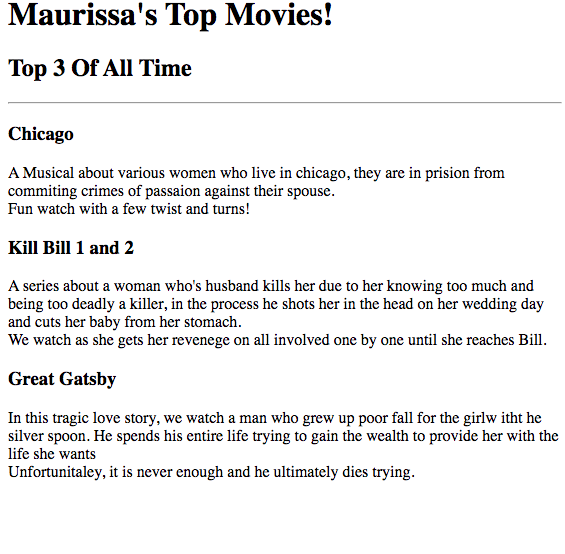 Maurissa's Top Movies!
Top 3 Of All Time
Chicago
A Musical about various women who live in chicago, they are in prision from
commiting crimes of passaion against their spouse.
Fun watch with a few twist and turns!
Kill Bill 1 and 2
A series about a woman who's husband kills her due to her knowing too much and
being too deadly a killer, in the process he shots her in the head on her wedding day
and cuts her baby from her stomach.
We watch as she gets her revenege on all involved one by one until she reaches Bill.
Great Gatsby
In this tragic love story, we watch a man who grew up poor fall for the girlw itht he
silver spoon. He spends his entire life trying to gain the wealth to provide her with the
life she wants
Unfortunitaley, it is never enough and he ultimately dies trying.